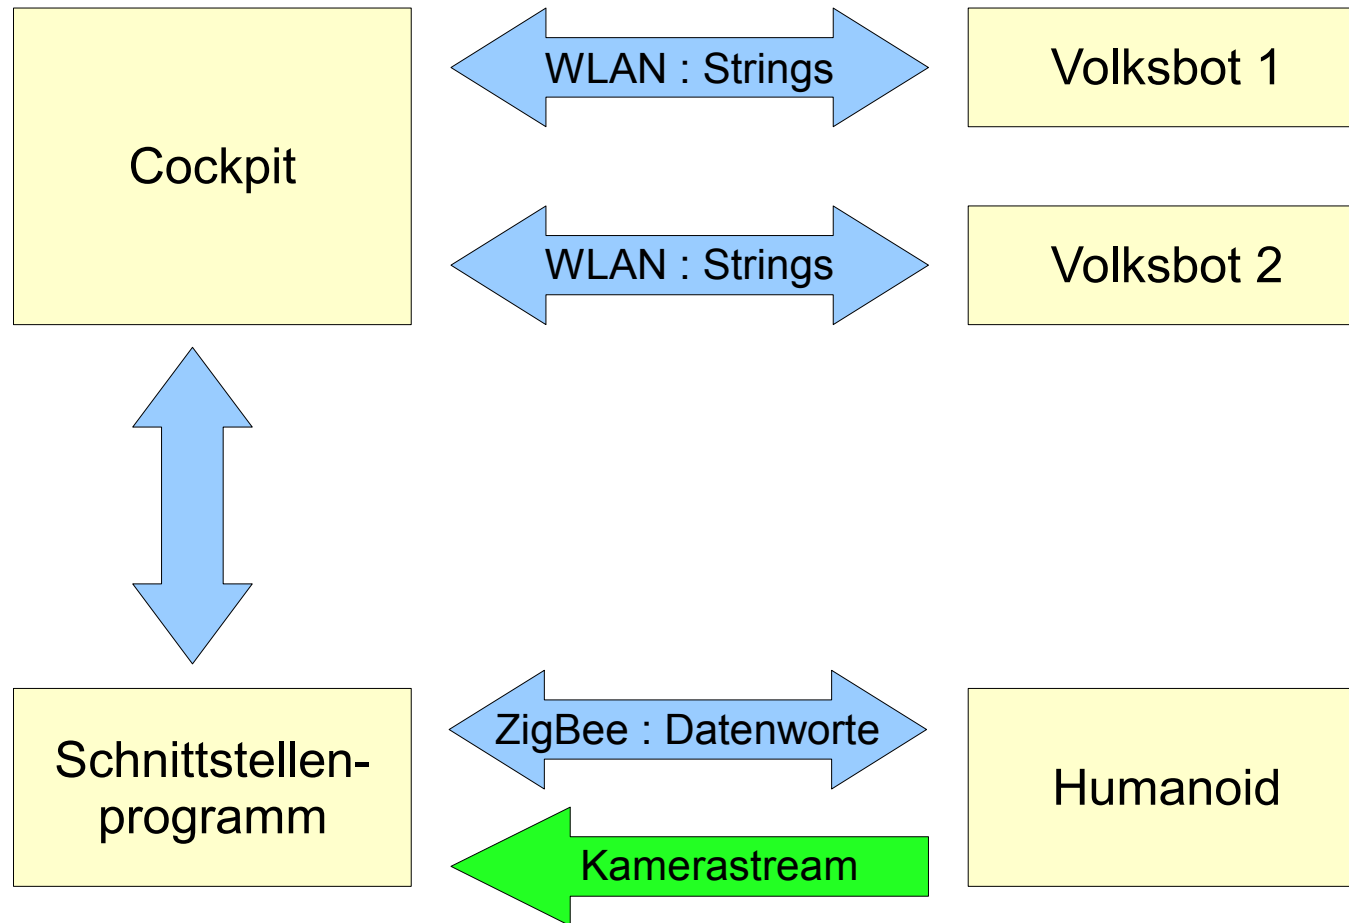 Cockpit
WLAN : Strings
Volksbot 1
WLAN : Strings
Volksbot 2
Schnittstellen-
programm
ZigBee : Datenworte
Humanoid
Kamerastream